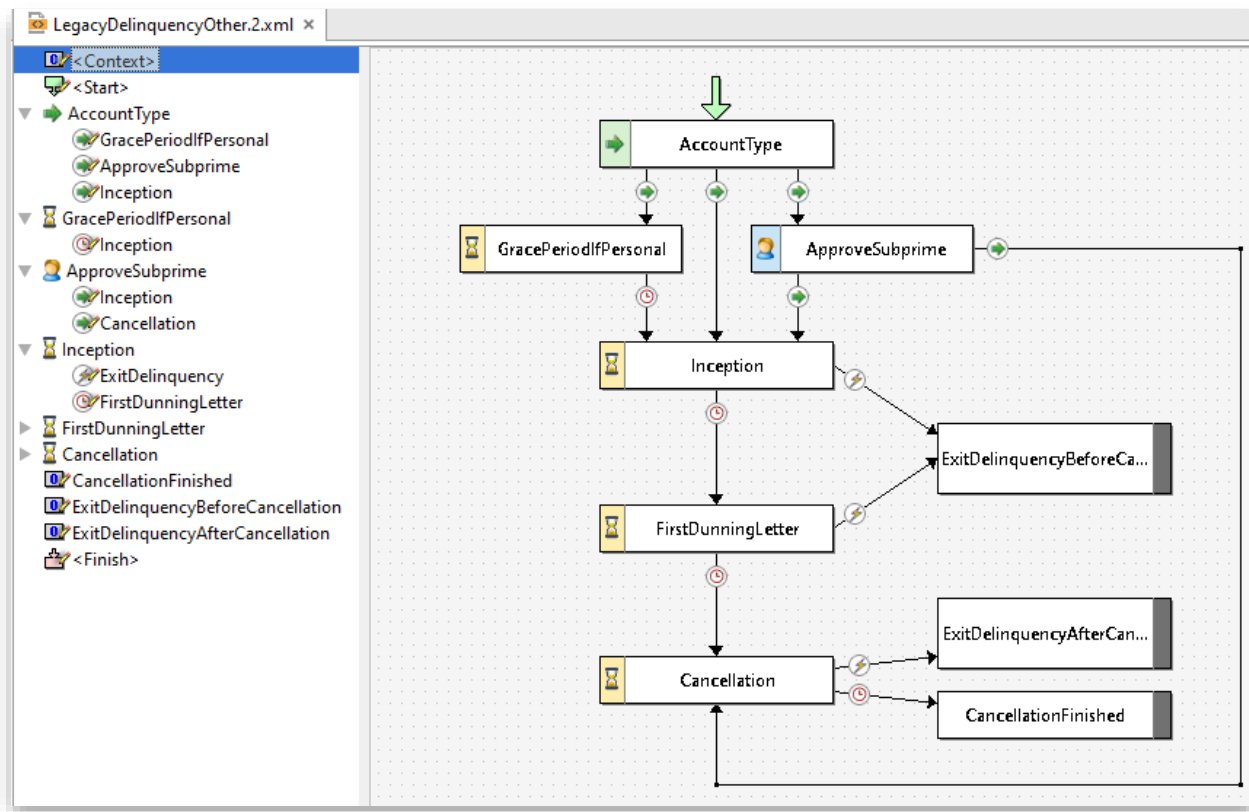 LegacyDelinquencyOther.2.xml
<Context>
<Start>
AccountType
GracePeriodIfPersonal
ApproveSubprime
Inception
GracePeriodIfPersonal
Inception
ApproveSubprime
Inception
Cancellation
Inception
ExitDelinquency
FirstDunningLetter
FirstDunningLetter
Cancellation
CancellationFinished
ExitDelinquencyBeforeCancellation
ExitDelinquencyAfterCancellation
<Finish>
AccountType
GracePeriodIfPersonal
ApproveSubprime
Inception
ExitDelinquencyBeforeCa...
FirstDunningLetter
ExitDelinquencyAfterCan...
Cancellation
CancellationFinished